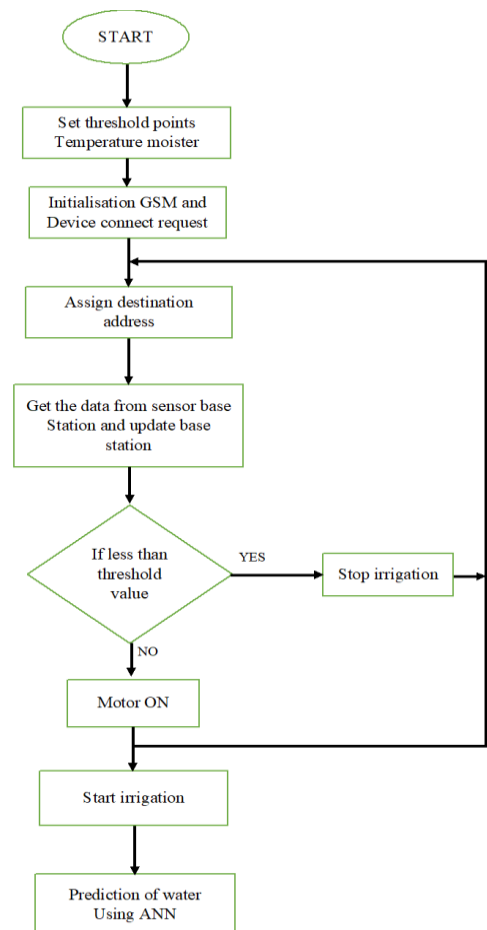 START
Set threshold points
Temperature moister
Initialisation GSM and
Device connect request
Assign destination
address
Get the data from sensor base
Station and update base
station
If less than
threshold
value
YES
Stop irrigation
NO
Motor ON
Start irrigation
Prediction of water
Using ANN